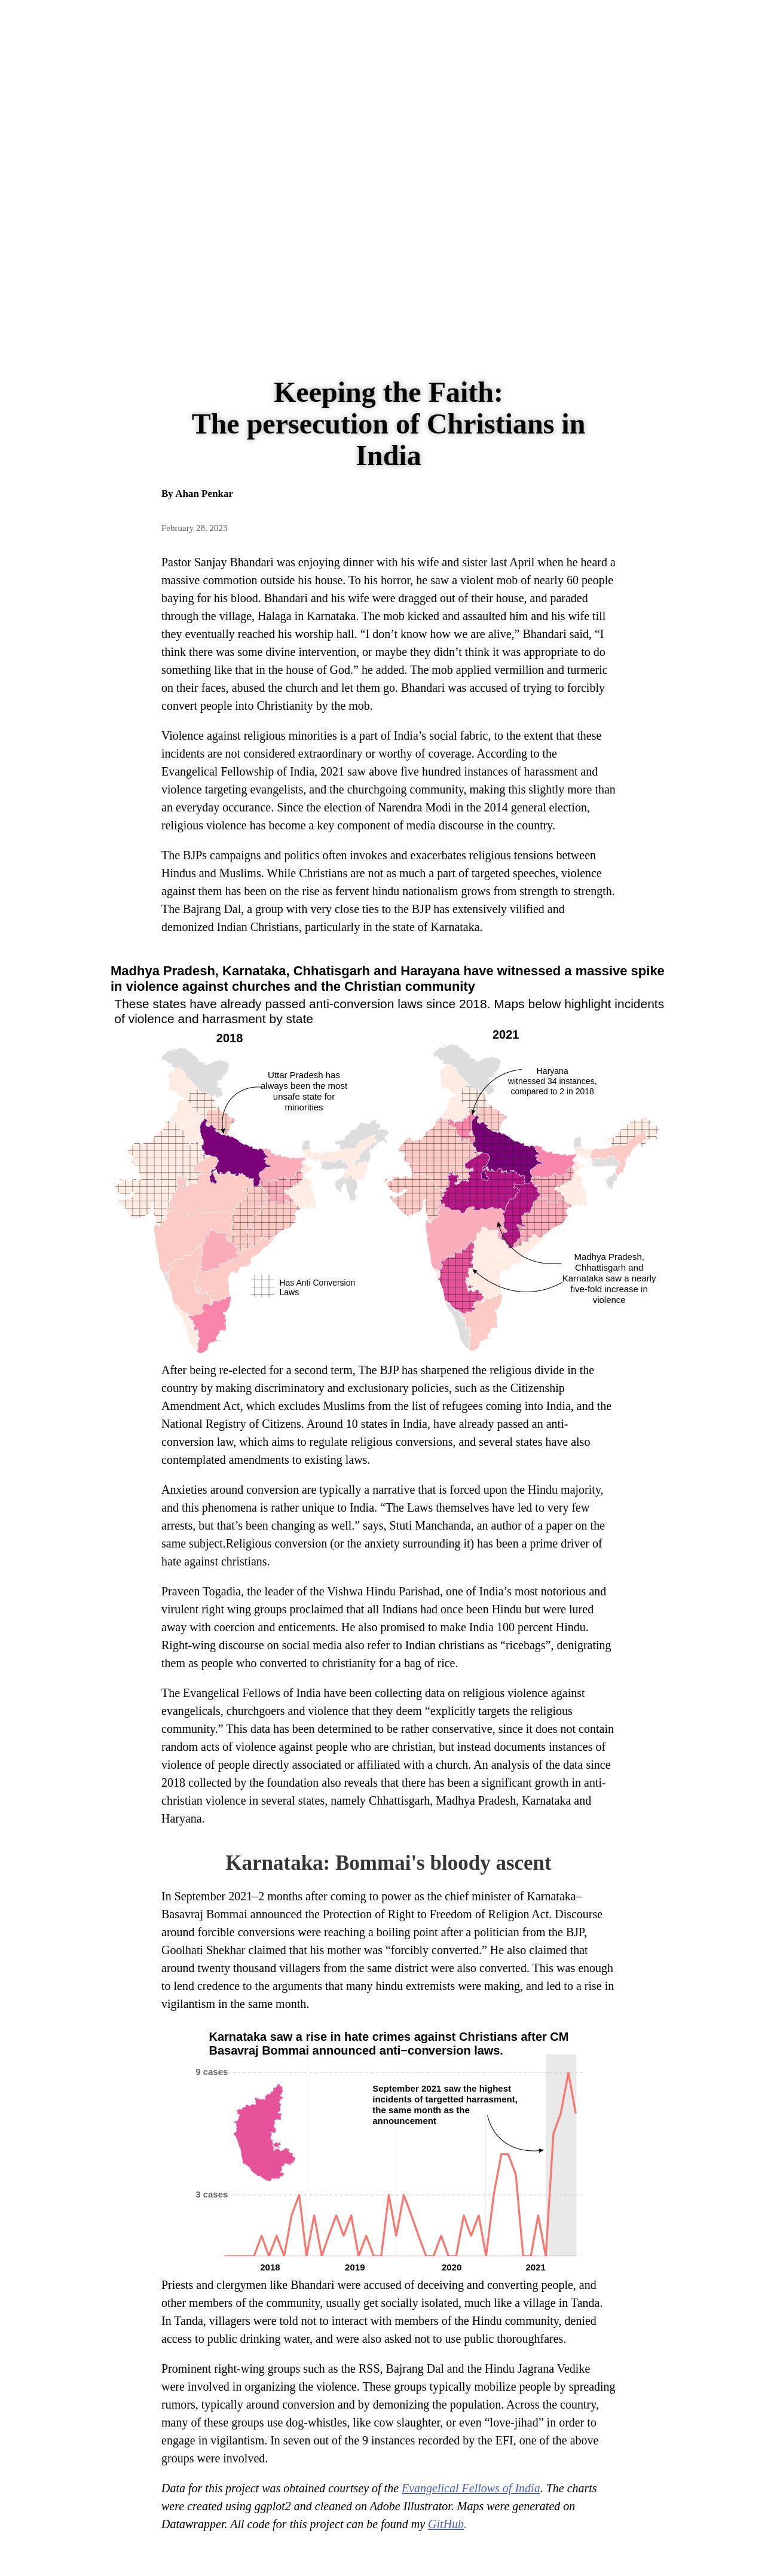 Keeping the Faith:
The persecution of Christians in
India
By Ahan Penkar
February 28, 2023
Pastor Sanjay Bhandari was enjoying dinner with his wife and sister last April when he heard a
massive commotion outside his house. To his horror, he saw a violent mob of nearly 60 people
baying for his blood. Bhandari and his wife were dragged out of their house, and paraded
through the village, Halaga in Karnataka. The mob kicked and assaulted him and his wife till
they eventually reached his worship hall. “I don’t know how we are alive,” Bhandari said, “I
think there was some divine intervention, or maybe they didn’t think it was appropriate to do
something like that in the house of God.” he added. The mob applied vermillion and turmeric
on their faces, abused the church and let them go. Bhandari was accused of trying to forcibly
convert people into Christianity by the mob.
Violence against religious minorities is a part of India’s social fabric, to the extent that these
incidents are not considered extraordinary or worthy of coverage. According to the
Evangelical Fellowship of India, 2021 saw above five hundred instances of harassment and
violence targeting evangelists, and the churchgoing community, making this slightly more than
an everyday occurance. Since the election of Narendra Modi in the 2014 general election,
religious violence has become a key component of media discourse in the country.
The BJPs campaigns and politics often invokes and exacerbates religious tensions between
Hindus and Muslims. While Christians are not as much a part of targeted speeches, violence
against them has been on the rise as fervent hindu nationalism grows from strength to strength.
The Bajrang Dal, a group with very close ties to the BJP has extensively vilified and
demonized Indian Christians, particularly in the state of Karnataka.
Madhya Pradesh, Karnataka, Chhatisgarh and Harayana have witnessed a massive spike
in violence against churches and the Christian community
These states have already passed anti-conversion laws since 2018. Maps below highlight incidents
of violence and harrasment by state
2018
2021
Uttar Pradesh has
always been the most
unsafe state for
minorities
Haryana
witnessed 34 instances,
compared to 2 in 2018
Has Anti Conversion
Laws
Madhya Pradesh,
Chhattisgarh and
Karnataka saw a nearly
five-fold increase in
violence
After being re-elected for a second term, The BJP has sharpened the religious divide in the
country by making discriminatory and exclusionary policies, such as the Citizenship
Amendment Act, which excludes Muslims from the list of refugees coming into India, and the
National Registry of Citizens. Around 10 states in India, have already passed an anti-
conversion law, which aims to regulate religious conversions, and several states have also
contemplated amendments to existing laws.
Anxieties around conversion are typically a narrative that is forced upon the Hindu majority,
and this phenomena is rather unique to India. “The Laws themselves have led to very few
arrests, but that’s been changing as well.” says, Stuti Manchanda, an author of a paper on the
same subject.Religious conversion (or the anxiety surrounding it) has been a prime driver of
hate against christians.
Praveen Togadia, the leader of the Vishwa Hindu Parishad, one of India’s most notorious and
virulent right wing groups proclaimed that all Indians had once been Hindu but were lured
away with coercion and enticements. He also promised to make India 100 percent Hindu.
Right-wing discourse on social media also refer to Indian christians as “ricebags”, denigrating
them as people who converted to christianity for a bag of rice.
The Evangelical Fellows of India have been collecting data on religious violence against
evangelicals, churchgoers and violence that they deem “explicitly targets the religious
community.” This data has been determined to be rather conservative, since it does not contain
random acts of violence against people who are christian, but instead documents instances of
violence of people directly associated or affiliated with a church. An analysis of the data since
2018 collected by the foundation also reveals that there has been a significant growth in anti-
christian violence in several states, namely Chhattisgarh, Madhya Pradesh, Karnataka and
Haryana.
Karnataka: Bommai's bloody ascent
In September 2021–2 months after coming to power as the chief minister of Karnataka–
Basavraj Bommai announced the Protection of Right to Freedom of Religion Act. Discourse
around forcible conversions were reaching a boiling point after a politician from the BJP,
Goolhati Shekhar claimed that his mother was “forcibly converted.” He also claimed that
around twenty thousand villagers from the same district were also converted. This was enough
to lend credence to the arguments that many hindu extremists were making, and led to a rise in
vigilantism in the same month.
Karnataka saw a rise in hate crimes against Christians after CM
Basavraj Bommai announced anti−conversion laws.
9 cases
September 2021 saw the highest
incidents of targetted harrasment,
the same month as the
announcement
3 cases
2018
2019
2020
2021
Priests and clergymen like Bhandari were accused of deceiving and converting people, and
other members of the community, usually get socially isolated, much like a village in Tanda.
In Tanda, villagers were told not to interact with members of the Hindu community, denied
access to public drinking water, and were also asked not to use public thoroughfares.
Prominent right-wing groups such as the RSS, Bajrang Dal and the Hindu Jagrana Vedike
were involved in organizing the violence. These groups typically mobilize people by spreading
rumors, typically around conversion and by demonizing the population. Across the country,
many of these groups use dog-whistles, like cow slaughter, or even “love-jihad” in order to
engage in vigilantism. In seven out of the 9 instances recorded by the EFI, one of the above
groups were involved.
Data for this project was obtained courtsey of the Evangelical Fellows of India. The charts
were created using ggplot2 and cleaned on Adobe Illustrator. Maps were generated on
Datawrapper. All code for this project can be found my GitHub.